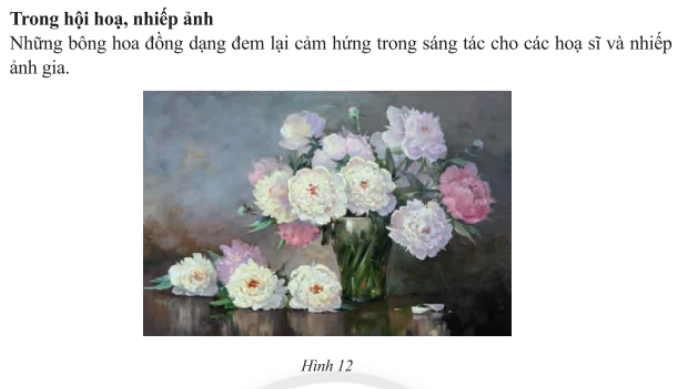 Trong hội hoạ, nhiếp ảnh
Những bông hoa đồng dạng đem lại cảm hứng trong sáng tác cho các hoạ sĩ và nhiếp
ảnh gia.
Hình 12